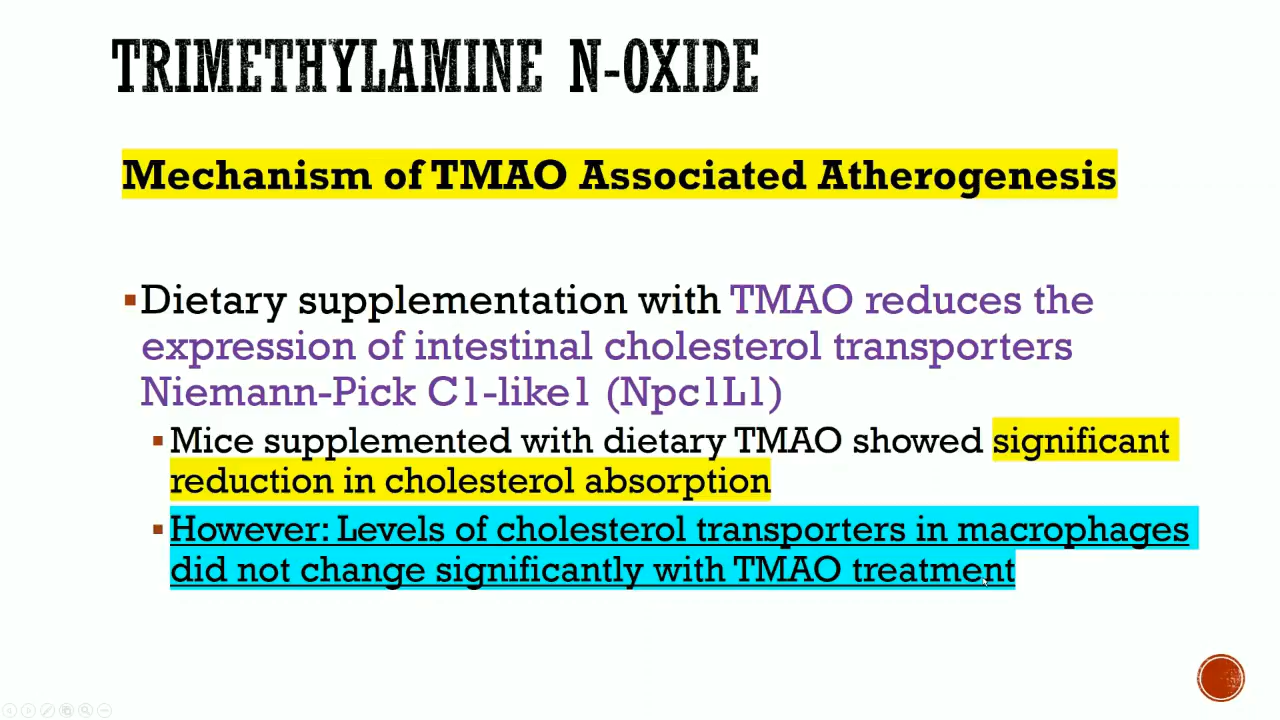 TRIMETHYLAMINE N-OXIDE
Mechanism of TMAO Associated Atherogenesis
Dietary supplementation with TMAO reduces the
expression of intestinal cholesterol transporters
Niemann-Pick C1-like1 (Npc1L1)
Mice supplemented with dietary TMAO showed significant
reduction in cholesterol absorption
However: Levels of cholesterol transporters in macrophages
did not change significantly with TMAO treatment